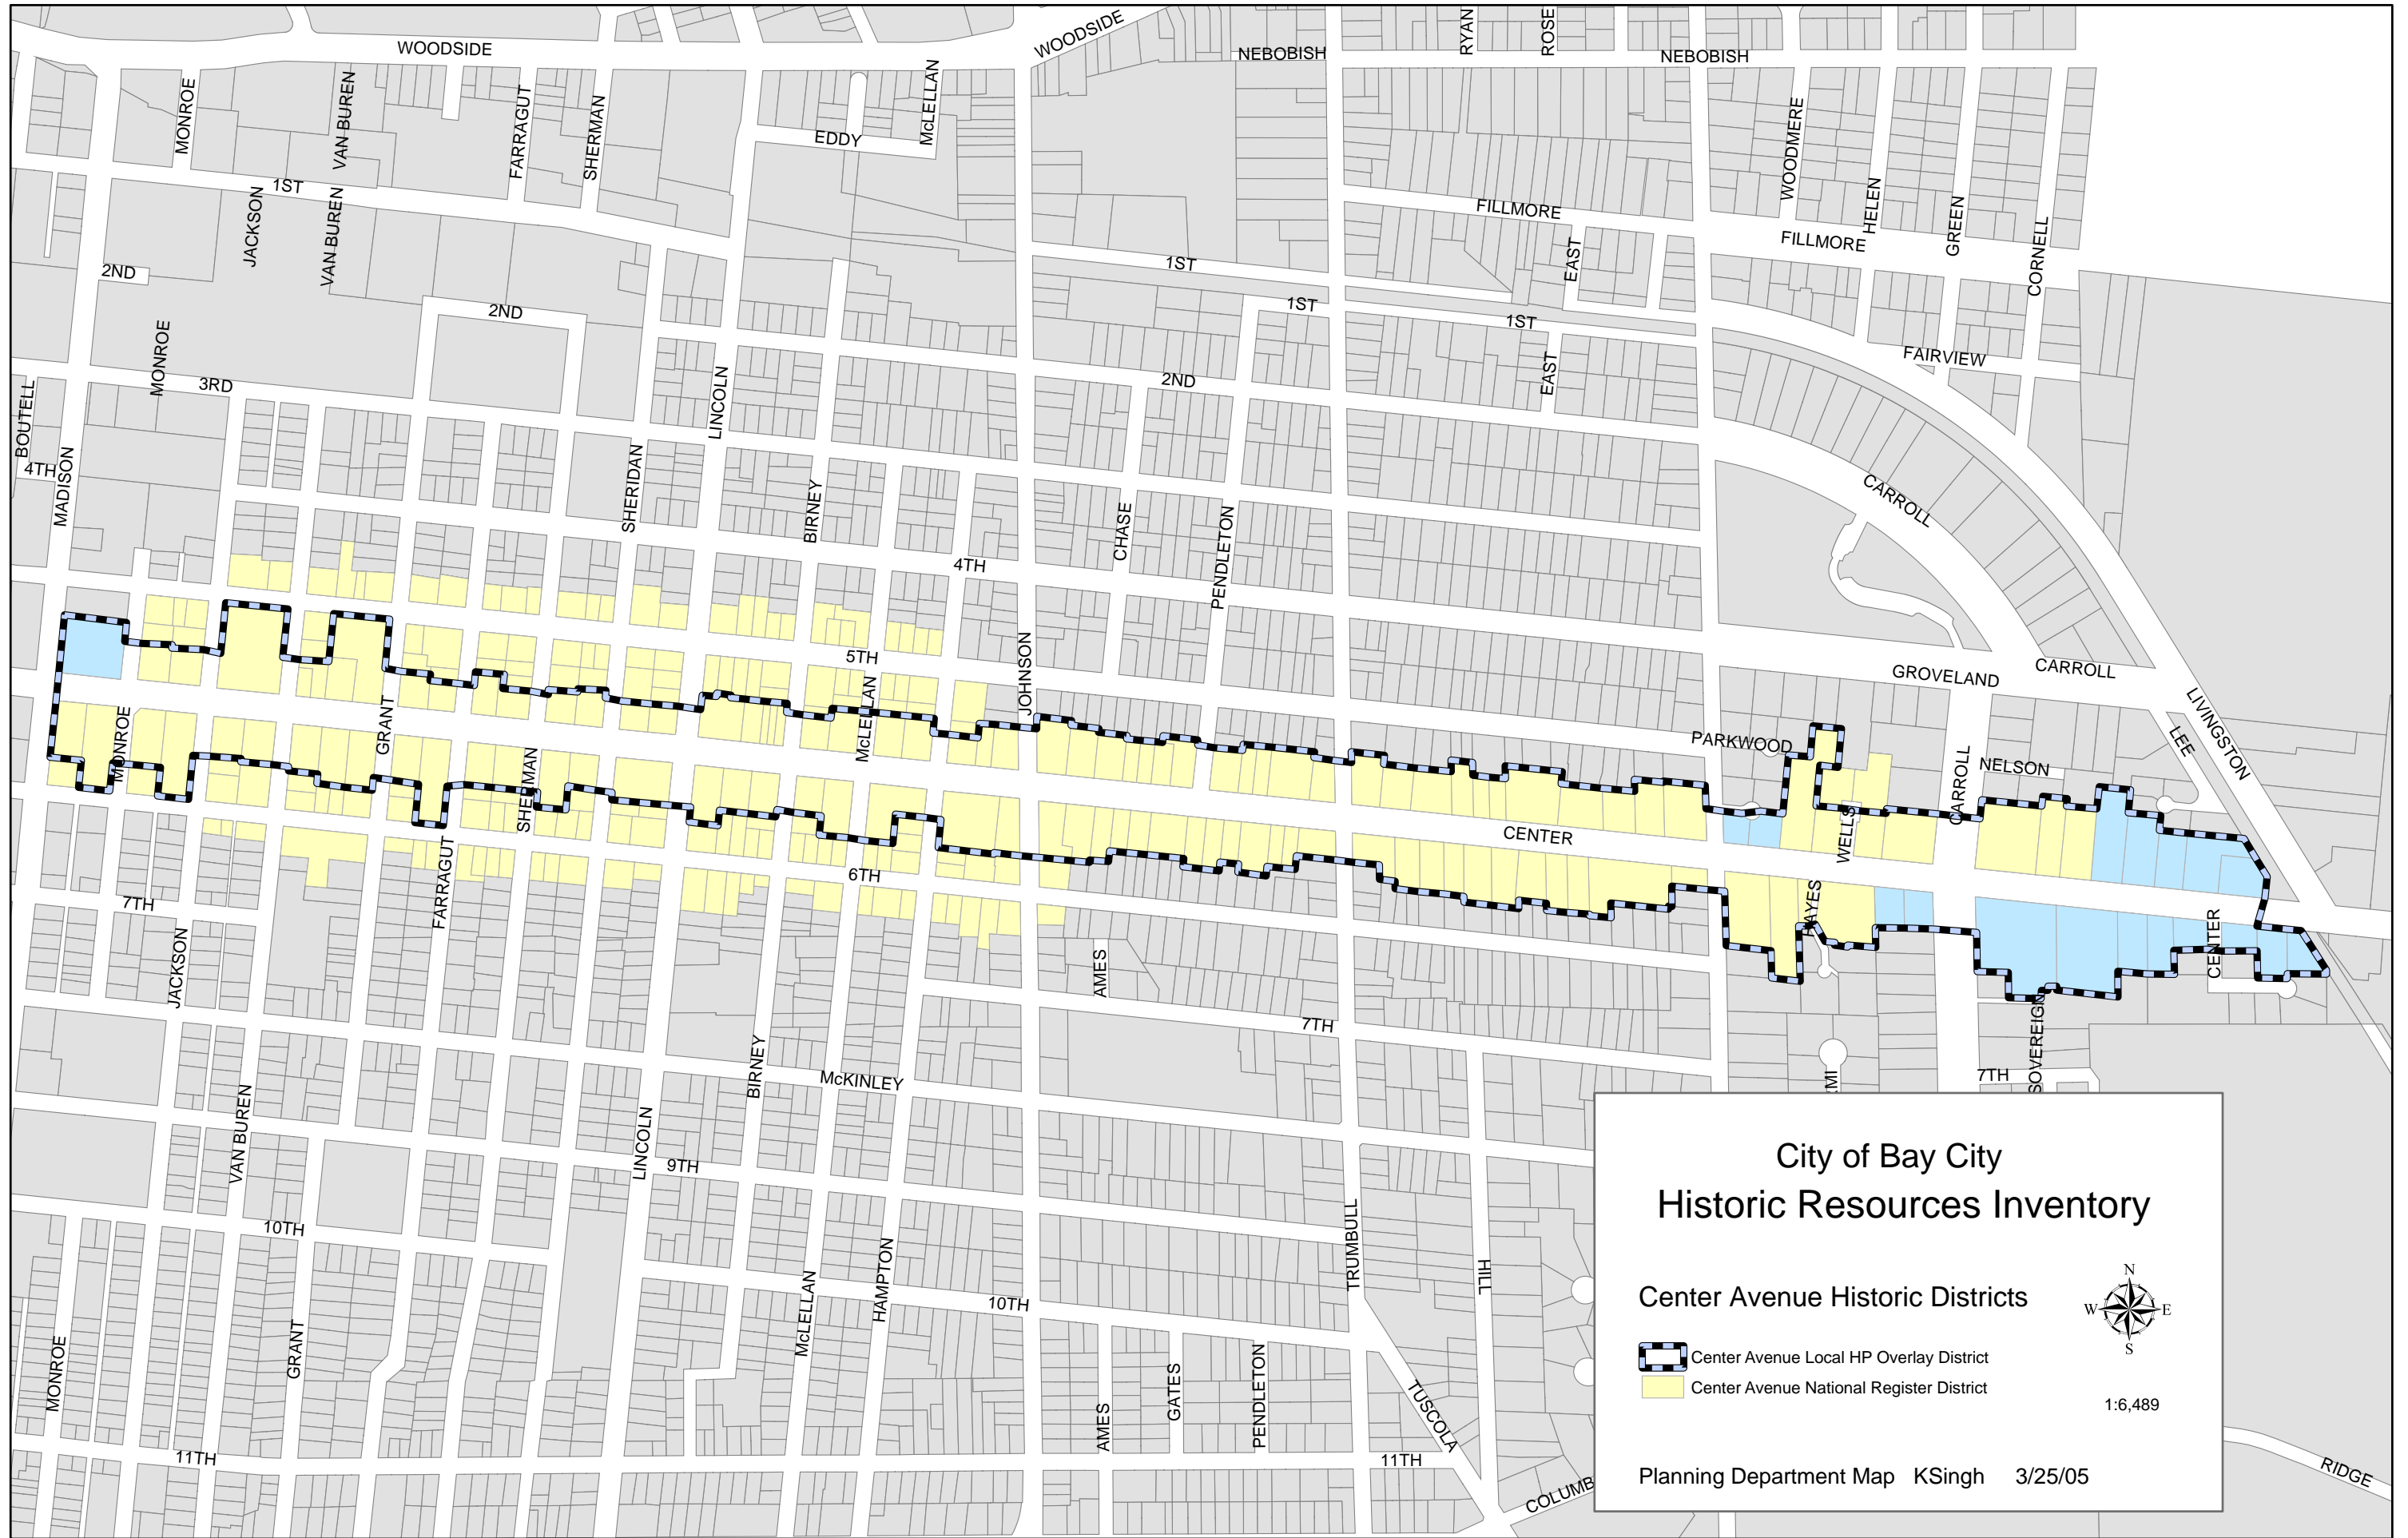 WOODSIDE
WOODSIDE
NEBOBISH
RYAN
ROSE
NEBOBISH
MONROE
VAN BUREN
FARRAGUT
SHERMAN
McLELLAN
EDDY
WOODMERE
HELEN
GREEN
CORNELL
1ST
JACKSON
VAN BUREN
FILLMORE
FILLMORE
EAST
2ND
2ND
1ST
1ST
1ST
MONROE
3RD
LINCOLN
2ND
EAST
FAIRVIEW
BOUTELL
4TH
MADISON
SHERIDAN
BIRNEY
CHASE
PENDLETON
CARROLL
4TH
5TH
JOHNSON
GROVELAND
CARROLL
LIVINGSTON
LEE
MONROE
GRANT
McLELLAN
PARKWOOD
NELSON
CARROLL
SHERMAN
CENTER
WELLS
FARRAGUT
6TH
HAYES
7TH
JACKSON
AMES
CENTER
7TH
SOVEREIGN
7TH
VAN BUREN
BIRNEY
McKINLEY
LINCOLN
9TH
10TH
HAMPTON
McLELLAN
10TH
TRUMBULL
HILL
MONROE
GRANT
AMES
GATES
PENDLETON
TUSCOLA
11TH
11TH
RIDGE
City of Bay City
Historic Resources Inventory
Center Avenue Historic Districts
N
W
E
S
Center Avenue Local HP Overlay District
Center Avenue National Register District
1:6,489
Planning Department Map KSingh 3/25/05